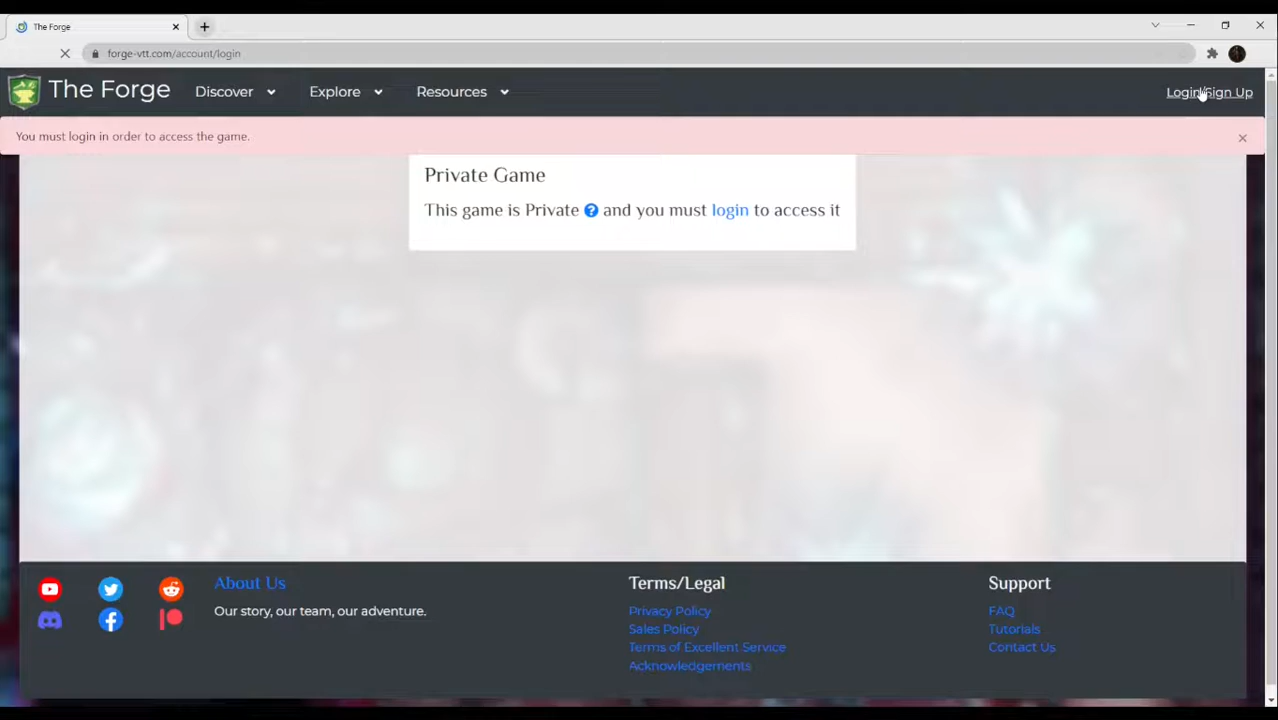 The Forge
forge-vtt.com/account/login
The Forge Discover Explore Resources Login/Sign Up
You must login in order to access the game.
Private Game
This game is Private ? and you must login to access it
About Us
Our story, our team, our adventure.
Terms/Legal
Privacy Policy
Sales Policy
Terms of Excellent Service
Acknowledgements
Support
FAQ
Tutorials
Contact Us